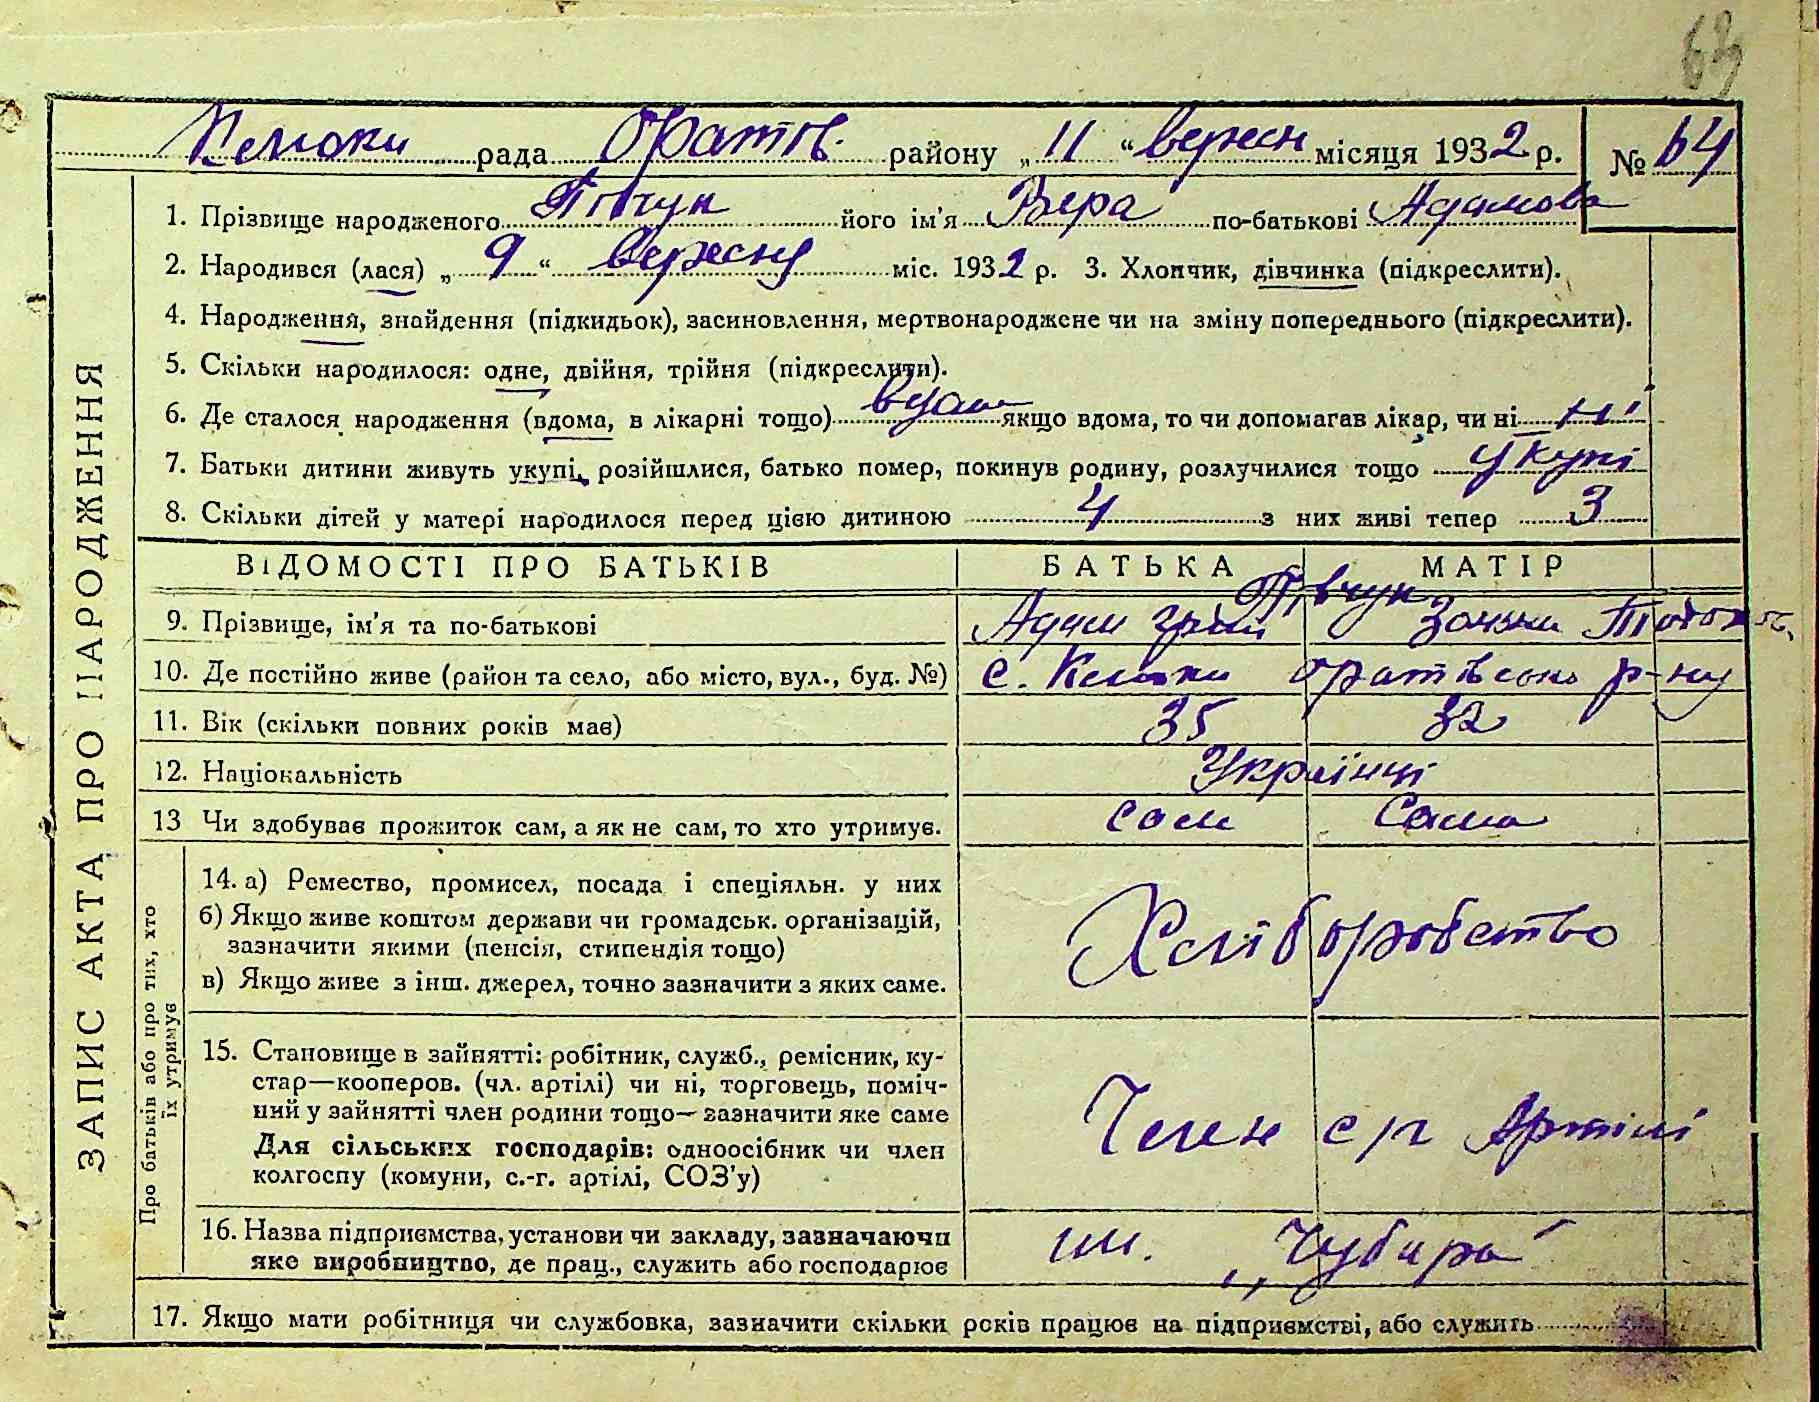 63
рада Оратів. району „ 11 “ вересн місяця 1932 р. № 64
1. Прізвище народженого Півчук його ім'я Вера по-батькові Адамова
2. Народився (лася) „ 9 “ вересня міс. 1932 р. 3. Хлопчик, дівчинка (підкреслити).
4. Народження, знайдення (підкидьок), засиновлення, мертвонароджене чи на зміну попереднього (підкреслити).
5. Скільки народилося: одне, двійня, трійня (підкреслити).
6. Де сталося народження (вдома, в лікарні тощо) вдом якщо вдома, то чи допомагав лікар, чи ні ні
7. Батьки дитини живуть укупі, розійшлися, батько помер, покинув родину, розлучилися тощо укупі
8. Скільки дітей у матері народилося перед цією дитиною 4 з них живі тепер 3
ЗАПИС АКТА ПРО НАРОДЖЕННЯ
ВІДОМОСТІ ПРО БАТЬКІВ БАТЬКА МАТІР
Півчук
9. Прізвище, ім'я та по-батькові Адам
10. Де постійно живе (район та село, або місто, вул., буд. №) с. Оратівсько р-ну
11. Вік (скільки повних років має) 35 32
12. Національність Українці
13 Чи здобуває прожиток сам, а як не сам, то хто утримує. сам Сама
Про батьків або про тих, хто
їх утримує
14. а) Ремество, промисел, посада і спеціяльн. у них
б) Якщо живе коштом держави чи громадськ. організацій,
зазначити якими (пенсія, стипендія тощо)
в) Якщо живе з інш. джерел, точно зазначити з яких саме.
Хліборобство
15. Становище в зайнятті: робітник, служб., ремісник, ку-
стар—кооперов. (чл. артілі) чи ні, торговець, поміч-
ний у зайнятті член родини тощо— зазначити яке саме
Для сільських господарів: одноосібник чи член
колгоспу (комуни, с.-г. артілі, СОЗ'у)
Член с/г Артілі
16. Назва підприємства, установи чи закладу, зазначаючи
яке виробництво, де прац., служить або господарює
им. „Чубаря"
17. Якщо мати робітниця чи службовка, зазначити скільки років працює на підприємстві, або служить